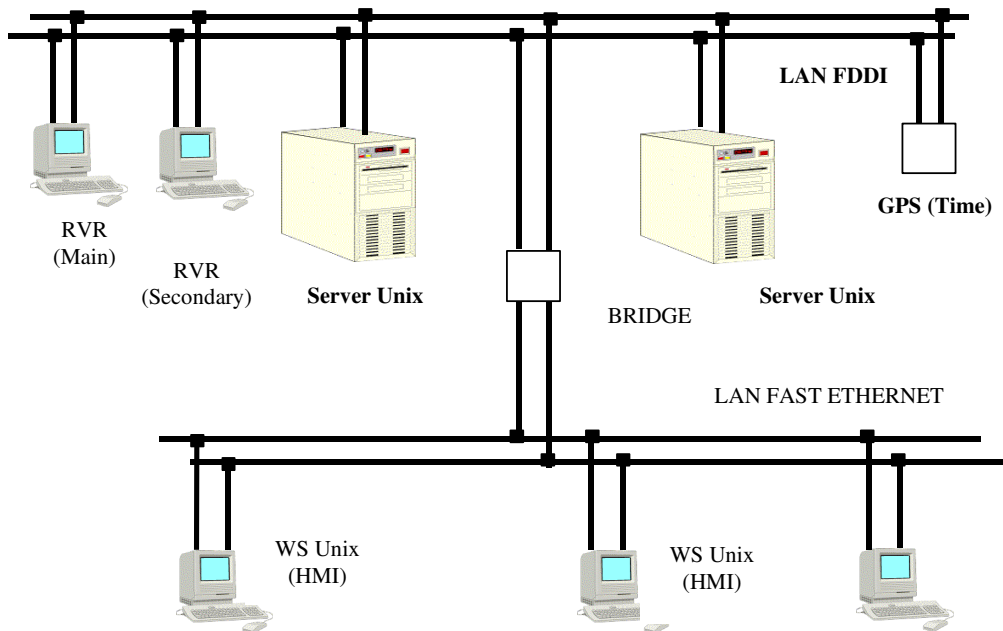 LAN FDDI
GPS (Time)
RVR
(Main)
RVR
(Secondary)
Server Unix
Server Unix
BRIDGE
LAN FAST ETHERNET
WS Unix
(HMI)
WS Unix
(HMI)